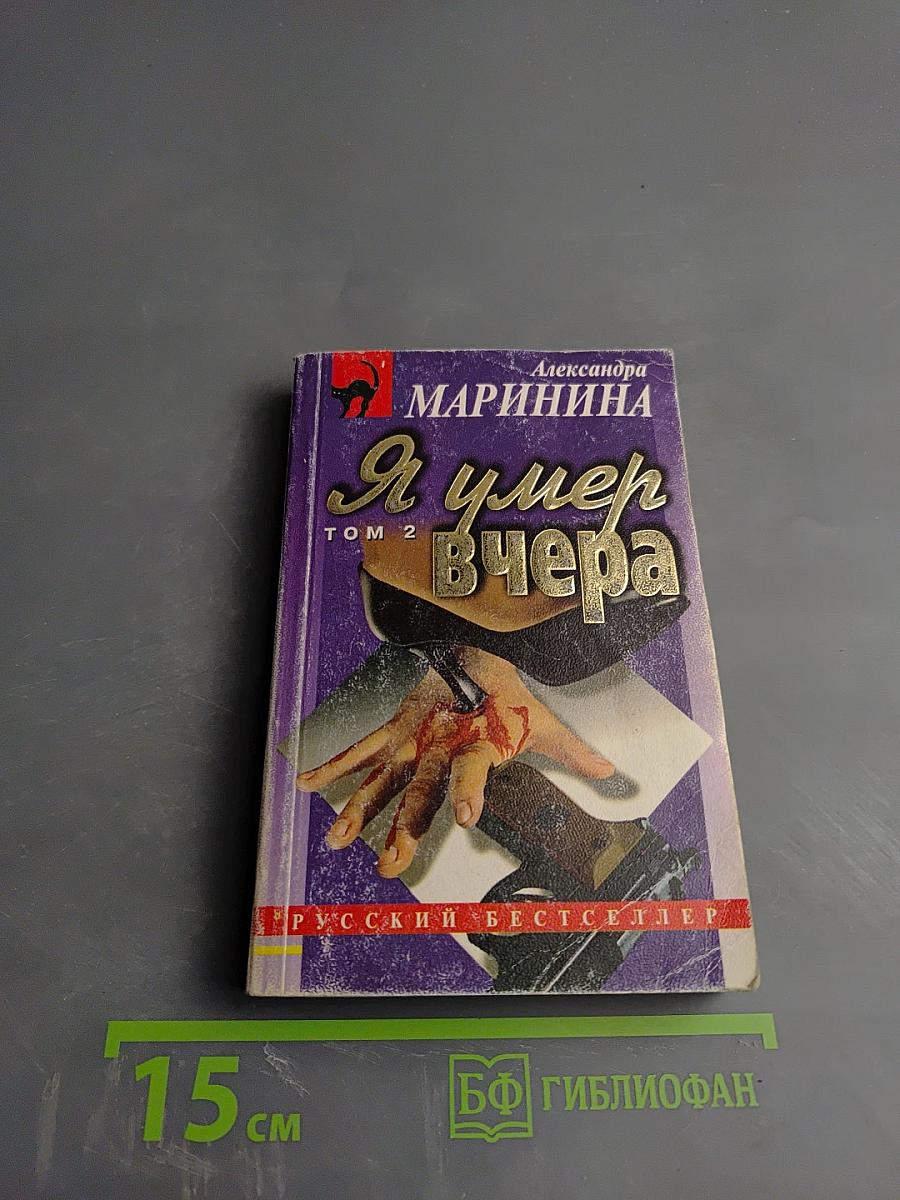 Александра
МАРИНИНА
Я умер
ТОМ 2
вчера
РУССКИЙ БЕСТСЕЛЛЕР
15 см
БФ ГИБЛИОФАН